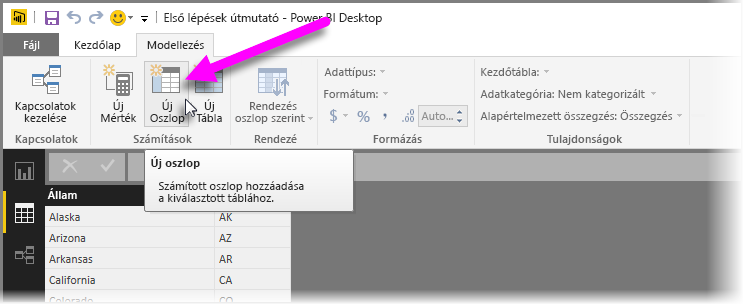 Első lépések útmutató - Power BI Desktop
Fájl Kezdőlap Modellezés
Kapcsolatok kezelése
Új Mérték
Új Oszlop
Új Tábla
Rendezés oszlop szerint
Adattípus:
Formátum:
$ % , Auto...
Kezdőtábla:
Adatkategória: Nem kategorizált
Alapértelmezett összegzés: Összegzés
Kapcsolatok Számítások Rendezé Formázás Tulajdonságok
Új oszlop
Számított oszlop hozzáadása
a kiválasztott táblához.
Állam
Alaska AK
Arizona AZ
Arkansas AR
California CA
Colorado CO